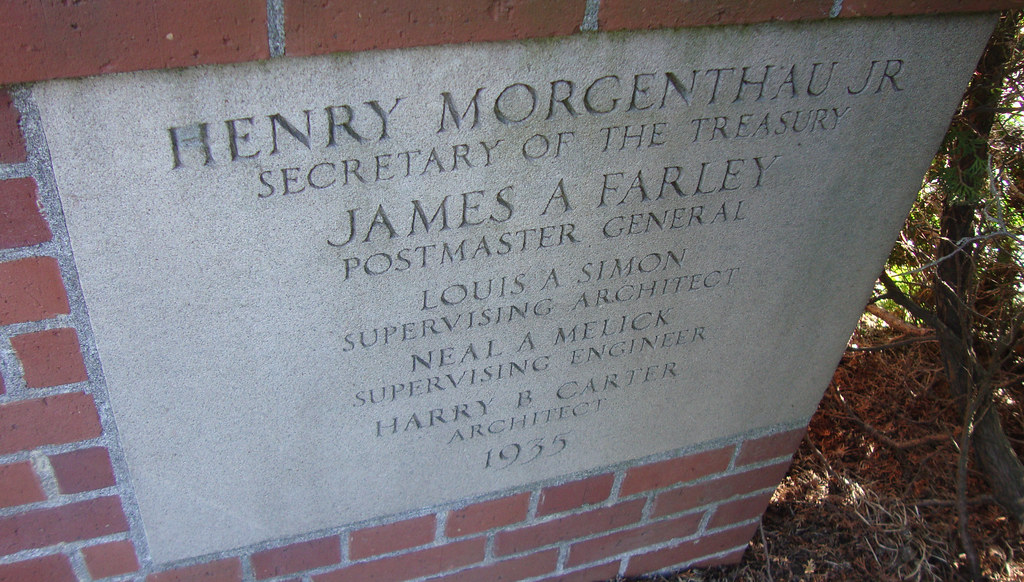 HENRY MORGENTHAU JR
SECRETARY OF THE TREASURY
JAMES A FARLEY
POSTMASTER GENERAL
LOUIS A SIMON
SUPERVISING ARCHITECT
NEAL A MELICK
SUPERVISING ENGINEER
HARRY B CARTER
ARCHITECT
1935